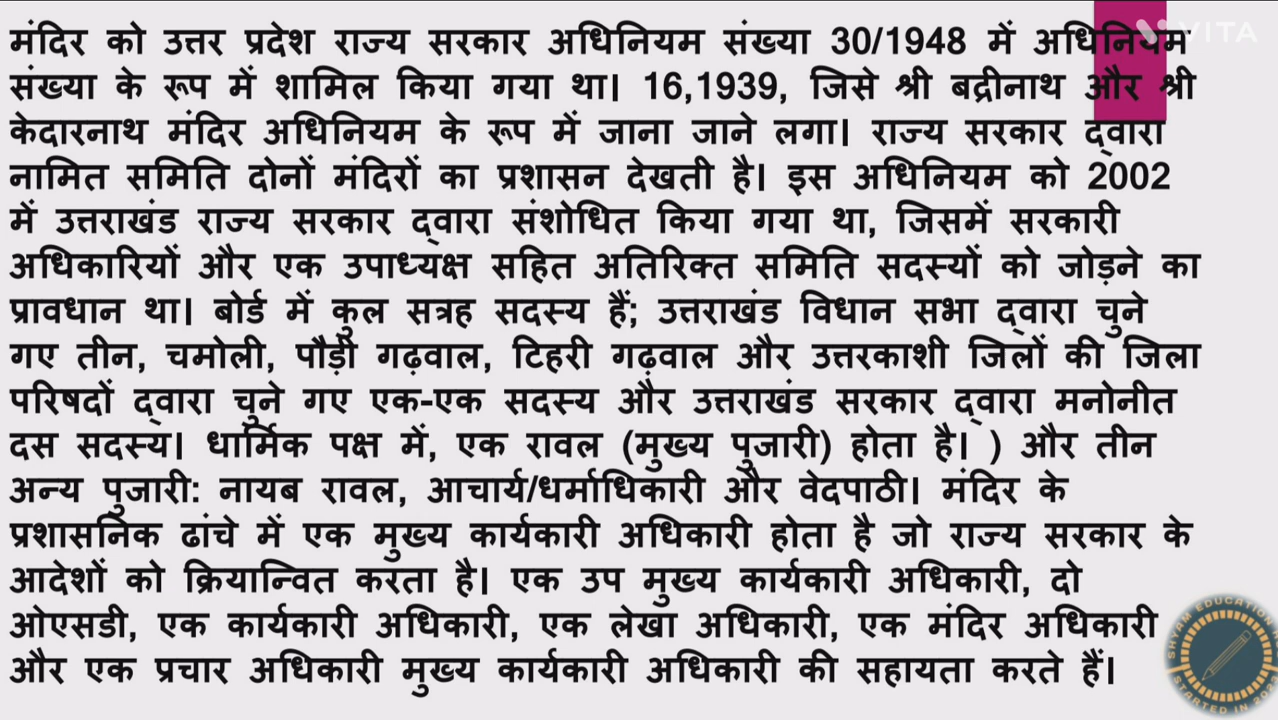 VITA
मंदिर को उत्तर प्रदेश राज्य सरकार अधिनियम संख्या 30/1948 में अधिनियम
संख्या के रूप में शामिल किया गया था। 16,1939, जिसे श्री बद्रीनाथ और श्री
केदारनाथ मंदिर अधिनियम के रूप में जाना जाने लगा। राज्य सरकार द्वारा
नामित समिति दोनों मंदिरों का प्रशासन देखती है। इस अधिनियम को 2002
में उत्तराखंड राज्य सरकार द्वारा संशोधित किया गया था, जिसमें सरकारी
अधिकारियों और एक उपाध्यक्ष सहित अतिरिक्त समिति सदस्यों को जोड़ने का
प्रावधान था। बोर्ड में कुल सत्रह सदस्य हैं; उत्तराखंड विधान सभा द्वारा चुने
गए तीन, चमोली, पौड़ी गढ़वाल, टिहरी गढ़वाल और उत्तरकाशी जिलों की जिला
परिषदों द्वारा चुने गए एक-एक सदस्य और उत्तराखंड सरकार द्वारा मनोनीत
दस सदस्य। धार्मिक पक्ष में, एक रावल (मुख्य पुजारी) होता है। ) और तीन
अन्य पुजारी: नायब रावल, आचार्य/धर्माधिकारी और वेदपाठी। मंदिर के
प्रशासनिक ढांचे में एक मुख्य कार्यकारी अधिकारी होता है जो राज्य सरकार के
आदेशों को क्रियान्वित करता है। एक उप मुख्य कार्यकारी अधिकारी, दो
ओएसडी, एक कार्यकारी अधिकारी, एक लेखा अधिकारी, एक मंदिर अधिकारी
और एक प्रचार अधिकारी मुख्य कार्यकारी अधिकारी की सहायता करते हैं।
SHYAM EDUCATION
STARTED IN